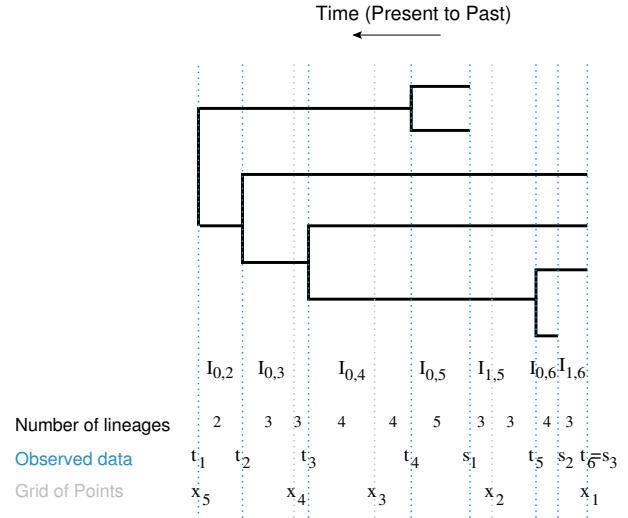 Time (Present to Past)
I0,2 I0,3 I0,4 I0,5 I1,5 I0,6 I1,6
Number of lineages 2 3 3 4 4 5 3 3 4 3
Observed data t1 t2 t3 t4 s1 t5 s2 t6=s3
Grid of Points x5 x4 x3 x2 x1